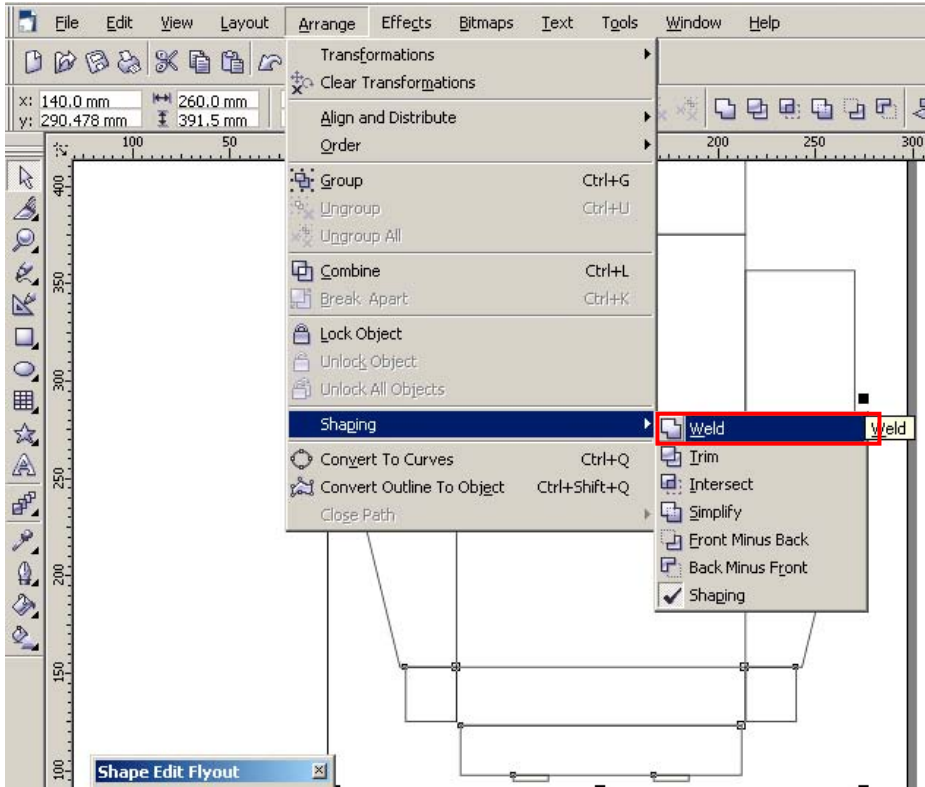 File Edit View Layout Arrange Effects Bitmaps Text Tools Window Help
x: 140.0 mm 260.0 mm
y: 290.478 mm 391.5 mm
100 50 200 250 300
400
350
300
250
200
150
100
Transformations
Clear Transformations
Align and Distribute
Order
Group Ctrl+G
Ungroup Ctrl+U
Ungroup All
Combine Ctrl+L
Break Apart Ctrl+K
Lock Object
Unlock Object
Unlock All Objects
Shaping
Convert To Curves Ctrl+Q
Convert Outline To Object Ctrl+Shift+Q
Close Path
Weld Weld
Trim
Intersect
Simplify
Front Minus Back
Back Minus Front
Shaping
Shape Edit Flyout